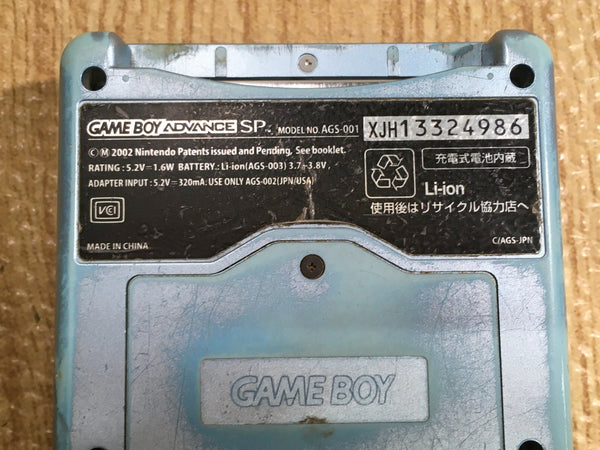 GAME BOY ADVANCE SP™ MODEL NO. AGS-001 XJH13324986
©Ⓜ 2002 Nintendo Patents issued and Pending. See booklet.
RATING : 5.2V⎓1.6W BATTERY.: Li-ion(AGS-003) 3.7⎓3.8V,
ADAPTER INPUT : 5.2V⎓320mA: USE ONLY AGS-002(JPN/USA)
VCI
充電式電池内蔵
Li-ion
使用後はリサイクル協力店へ
MADE IN CHINA
C/AGS-JPN
GAME BOY